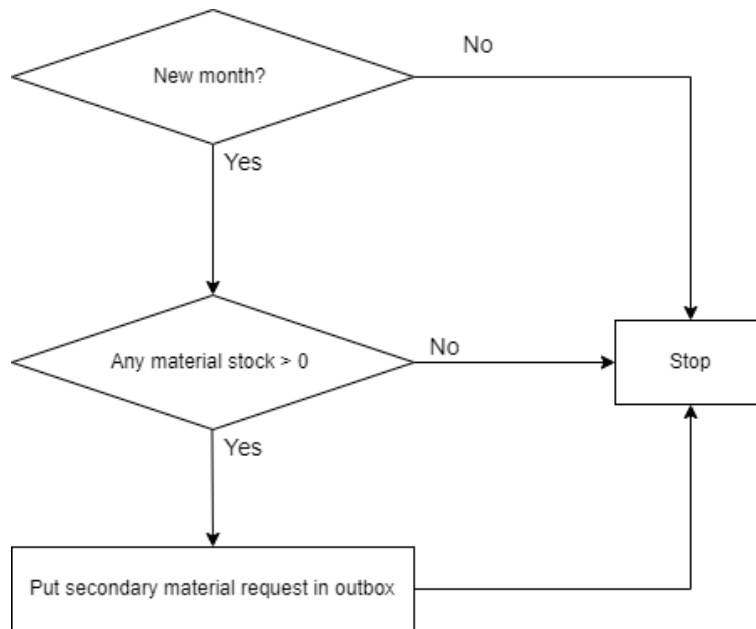 New month?
No
Yes
Any material stock > 0
No
Stop
Yes
Put secondary material request in outbox